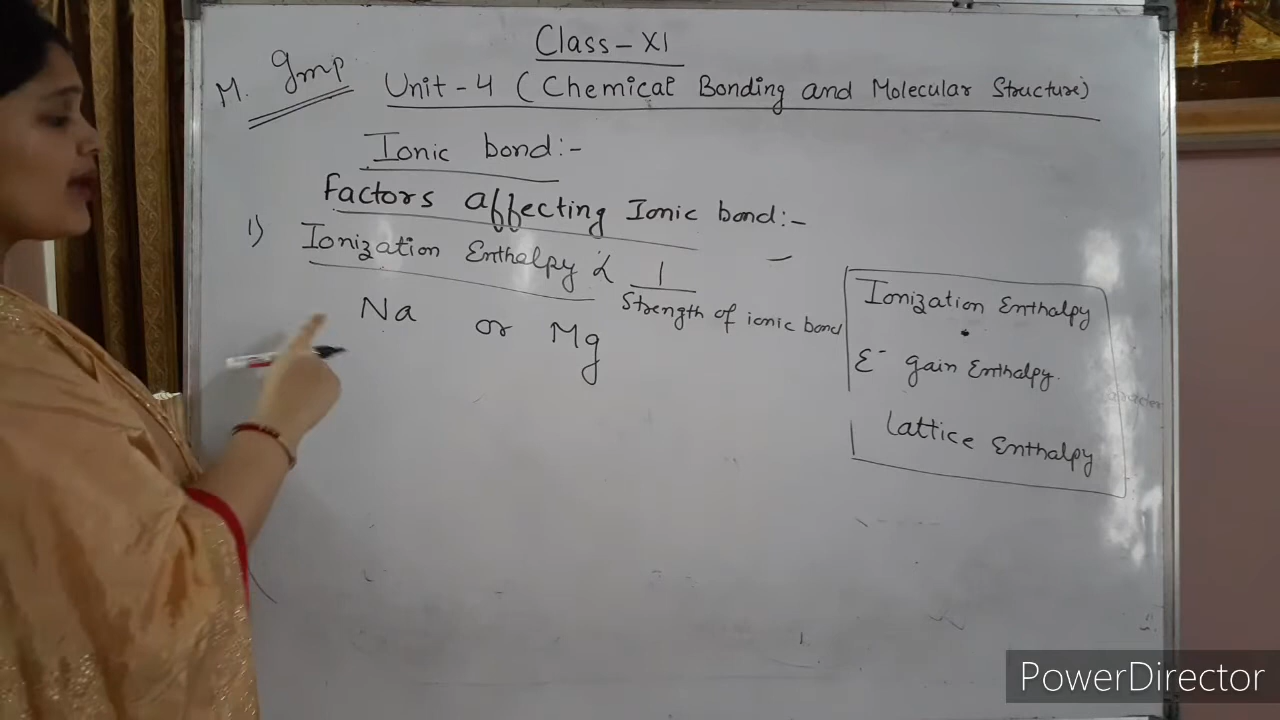 Class - XI
M. Gmp
Unit - 4 (Chemical Bonding and Molecular Structure)
Ionic bond:-
Factors affecting Ionic bond:-
1) Ionization Enthalpy ∝ 1
Strength of ionic bond
Na or Mg
Ionization Enthalpy
E⁻ gain Enthalpy.
Lattice Enthalpy
PowerDirector